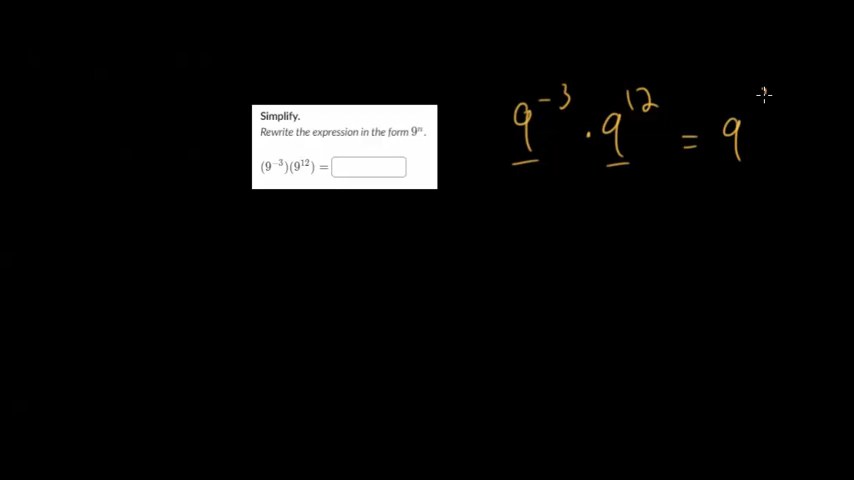 Simplify.
Rewrite the expression in the form 9ⁿ.
(9⁻³)(9¹²) =
9⁻³ · 9¹² = 9